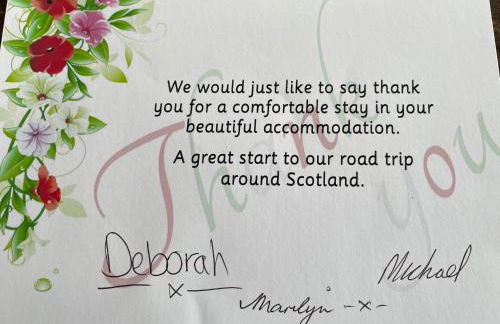 Thank you
We would just like to say thank
you for a comfortable stay in your
beautiful accommodation.
A great start to our road trip
around Scotland.
Deborah
x
Michael
Marilyn -x-